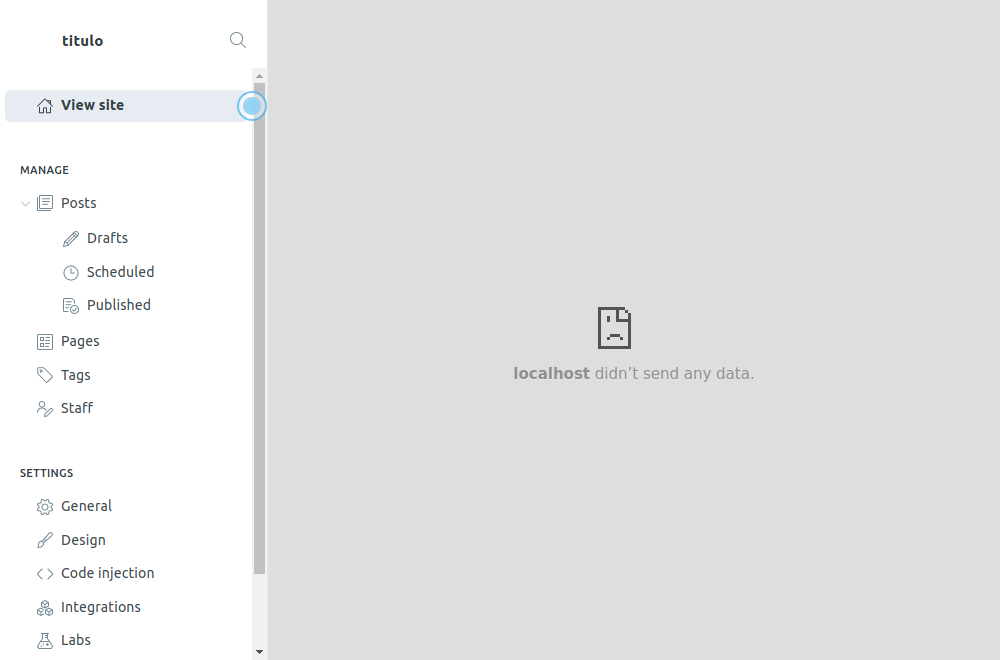 titulo
View site
MANAGE
Posts
Drafts
Scheduled
Published
Pages
Tags
Staff
SETTINGS
General
Design
Code injection
Integrations
Labs
localhost didn’t send any data.